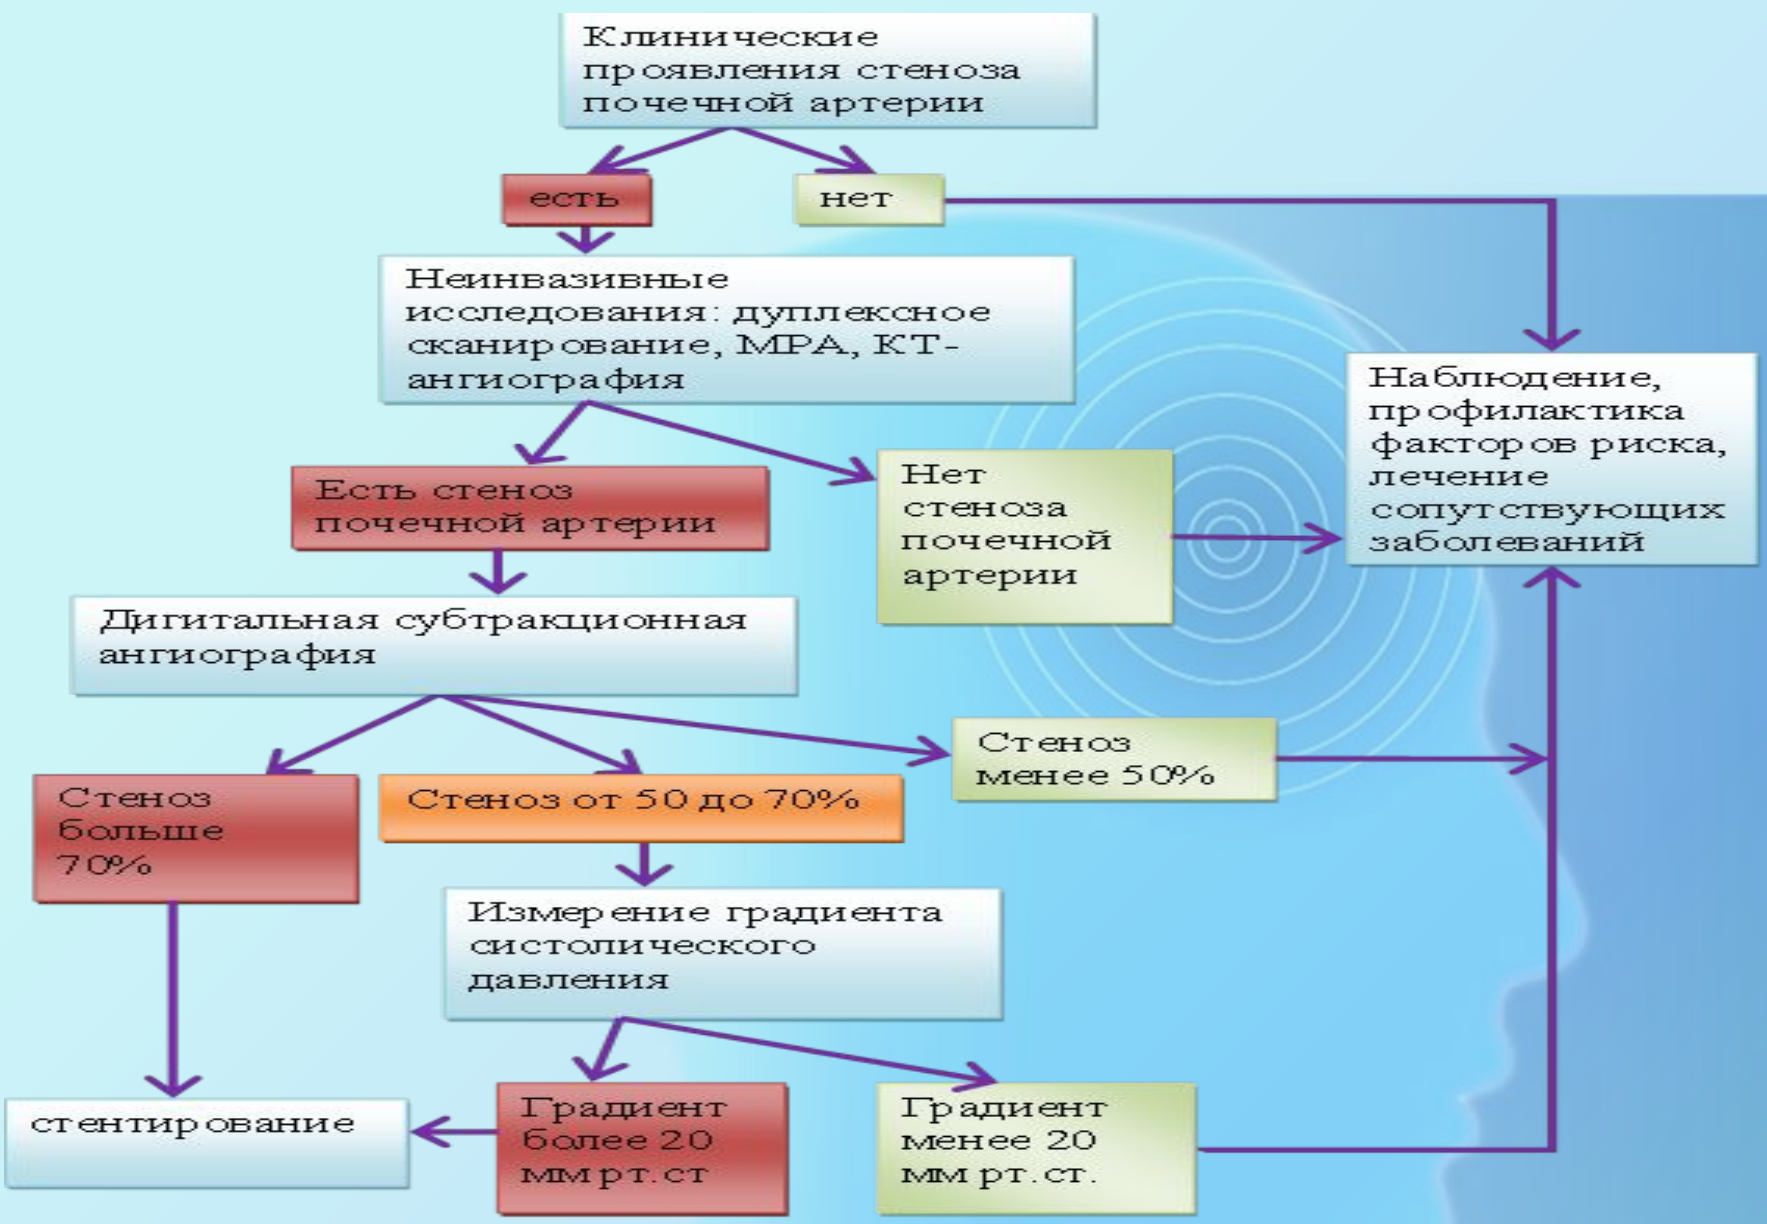 Клинические
проявления стеноза
почечной артерии
есть
нет
Неинвазивные
исследования: дуплексное
сканирование, МРА, КТ-
ангиография
Наблюдение,
профилактика
факторов риска,
лечение
сопутствующих
заболеваний
Есть стеноз
почечной артерии
Нет
стеноза
почечной
артерии
Дигитальная субтракционная
ангиография
Стеноз
менее 50%
Стеноз
больше
70%
Стеноз от 50 до 70%
Измерение градиента
систолического
давления
стентирование
Градиент
более 20
мм рт.ст
Градиент
менее 20
мм рт.ст.